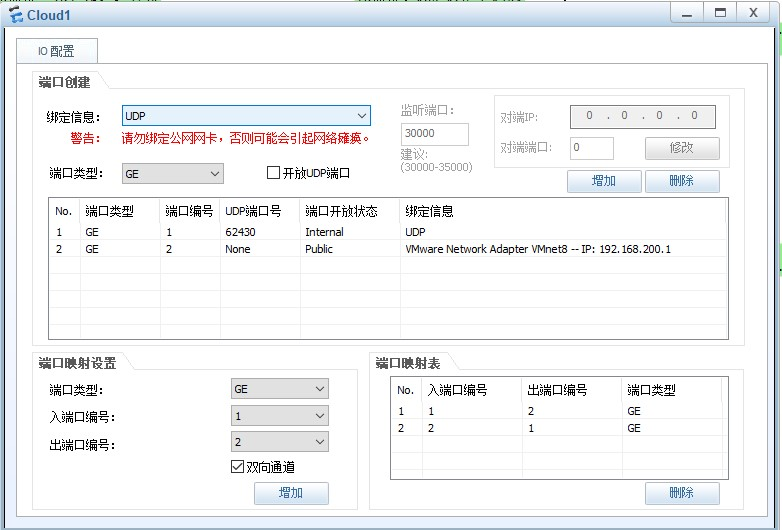 Cloud1
IO 配置
端口创建
绑定信息： UDP
警告： 请勿绑定公网网卡，否则可能会引起网络瘫痪。
端口类型： GE 开放UDP端口
监听端口：
30000
建议：
(30000-35000)
对端IP： 0 . 0 . 0 . 0
对端端口： 0 修改
增加 删除
No. 端口类型 端口编号 UDP端口号 端口开放状态 绑定信息
1 GE 1 62430 Internal UDP
2 GE 2 None Public VMware Network Adapter VMnet8 -- IP: 192.168.200.1
端口映射设置
端口类型： GE
入端口编号： 1
出端口编号： 2
双向通道
增加
端口映射表
No. 入端口编号 出端口编号 端口类型
1 1 2 GE
2 2 1 GE
删除